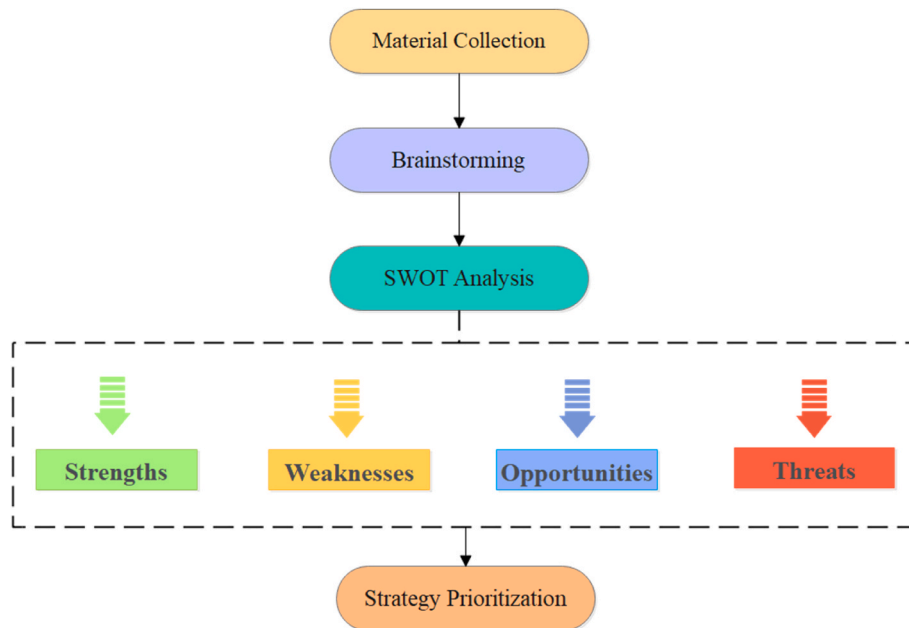 Material Collection
Brainstorming
SWOT Analysis
Strengths
Weaknesses
Opportunities
Threats
Strategy Prioritization